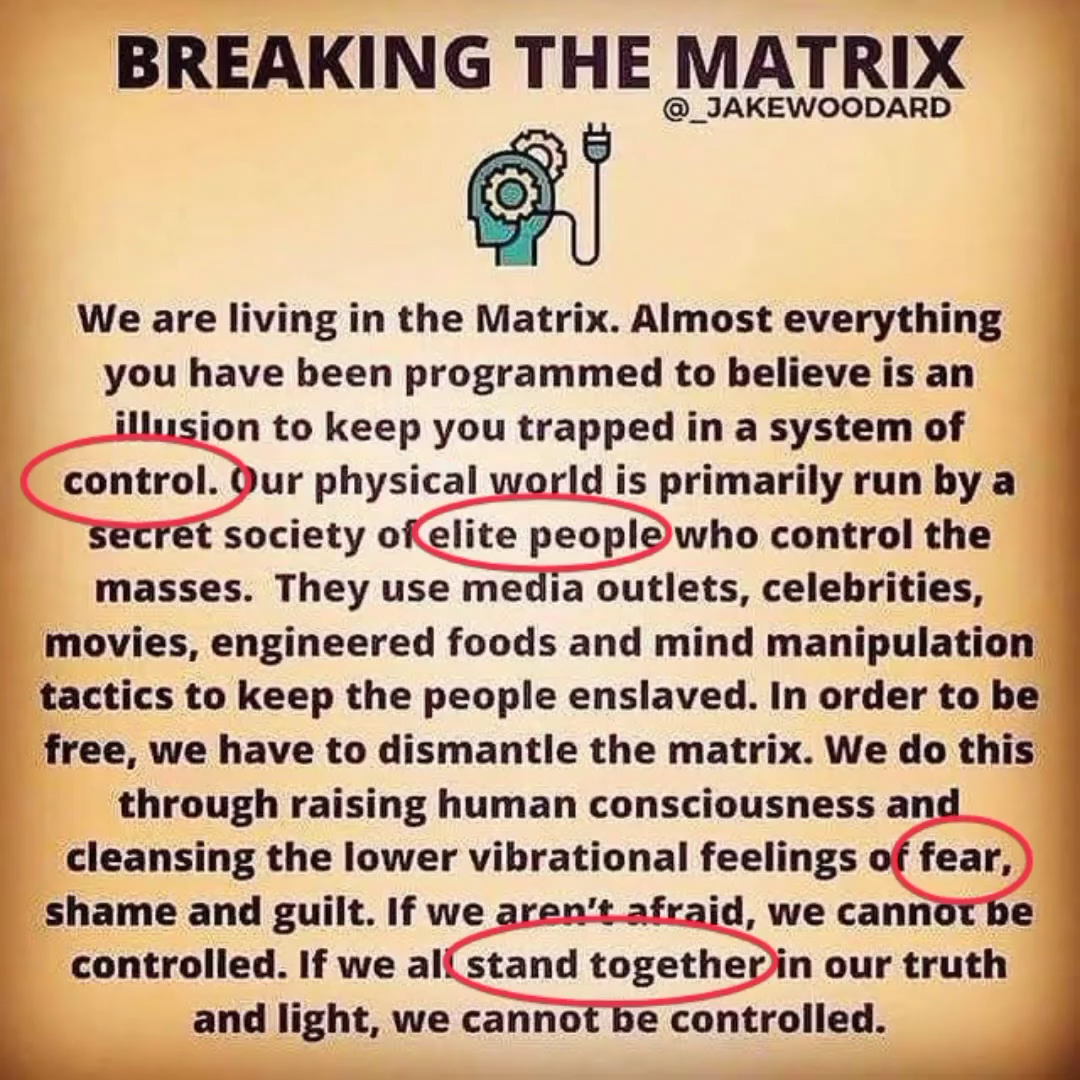 BREAKING THE MATRIX
@_JAKEWOODARD
We are living in the Matrix. Almost everything
you have been programmed to believe is an
illusion to keep you trapped in a system of
control. Our physical world is primarily run by a
secret society of elite people who control the
masses. They use media outlets, celebrities,
movies, engineered foods and mind manipulation
tactics to keep the people enslaved. In order to be
free, we have to dismantle the matrix. We do this
through raising human consciousness and
cleansing the lower vibrational feelings of fear,
shame and guilt. If we aren't afraid, we cannot be
controlled. If we all stand together in our truth
and light, we cannot be controlled.